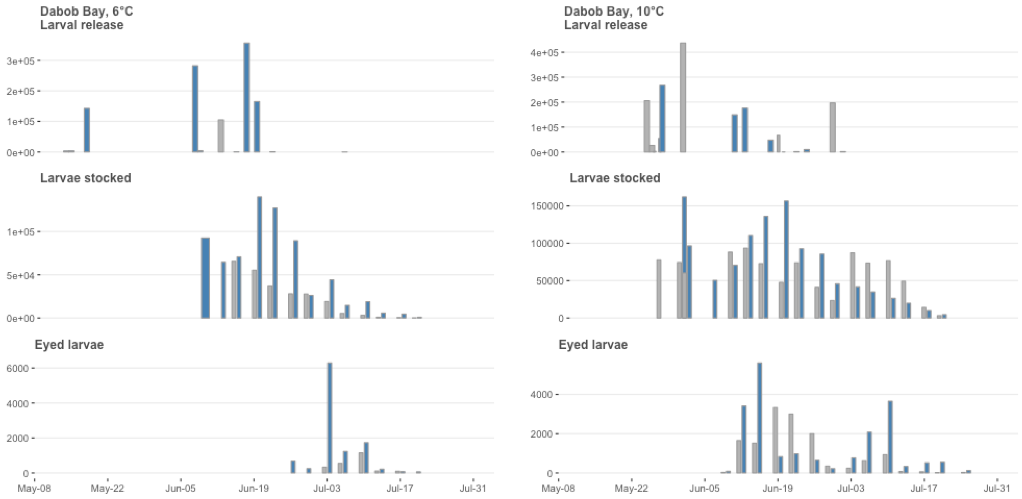 Dabob Bay, 6°C
Larval release
3e+05
2e+05
1e+05
0e+00
Larvae stocked
1e+05
5e+04
0e+00
Eyed larvae
6000
4000
2000
0
May-08 May-22 Jun-05 Jun-19 Jul-03 Jul-17 Jul-31
Dabob Bay, 10°C
Larval release
4e+05
3e+05
2e+05
1e+05
0e+00
Larvae stocked
150000
100000
50000
0
Eyed larvae
4000
2000
0
May-08 May-22 Jun-05 Jun-19 Jul-03 Jul-17 Jul-31